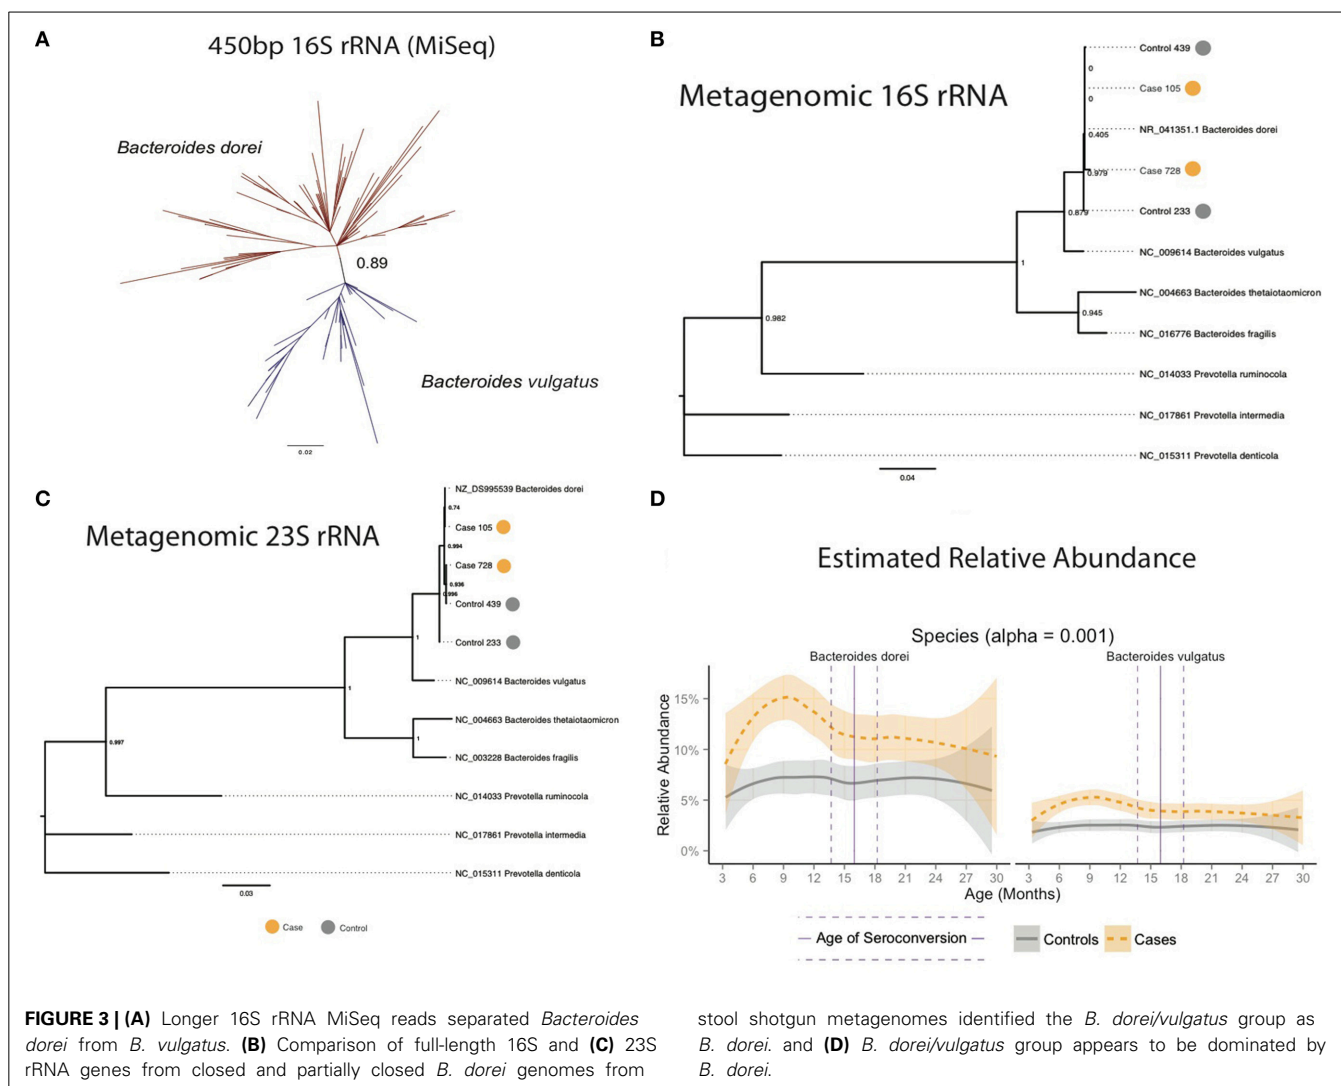 A
450bp 16S rRNA (MiSeq)
Bacteroides dorei
0.89
Bacteroides vulgatus
0.02
B
Metagenomic 16S rRNA
Control 439
0
Case 105
0
NR_041351.1 Bacteroides dorei
0.405
Case 728
0.979
Control 233
0.879
NC_009614 Bacteroides vulgatus
1
NC_004663 Bacteroides thetaiotaomicron
0.945
0.982
NC_016776 Bacteroides fragilis
NC_014033 Prevotella ruminocola
NC_017861 Prevotella intermedia
NC_015311 Prevotella denticola
0.04
C
Metagenomic 23S rRNA
NZ_DS995539 Bacteroides dorei
0.74
Case 105
0.994
Case 728
0.936
0.996
Control 439
Control 233
1
NC_009614 Bacteroides vulgatus
1
NC_004663 Bacteroides thetaiotaomicron
1
0.997
NC_003228 Bacteroides fragilis
NC_014033 Prevotella ruminocola
NC_017861 Prevotella intermedia
NC_015311 Prevotella denticola
0.03
Case Control
D
Estimated Relative Abundance
Species (alpha = 0.001)
Bacteroides dorei Bacteroides vulgatus
Relative Abundance
15%
10%
5%
0%
3 6 9 12 15 18 21 24 27 30 3 6 9 12 15 18 21 24 27 30
Age (Months)
Age of Seroconversion Controls Cases
FIGURE 3 | (A) Longer 16S rRNA MiSeq reads separated Bacteroides
dorei from B. vulgatus. (B) Comparison of full-length 16S and (C) 23S
rRNA genes from closed and partially closed B. dorei genomes from
stool shotgun metagenomes identified the B. dorei/vulgatus group as
B. dorei. and (D) B. dorei/vulgatus group appears to be dominated by
B. dorei.